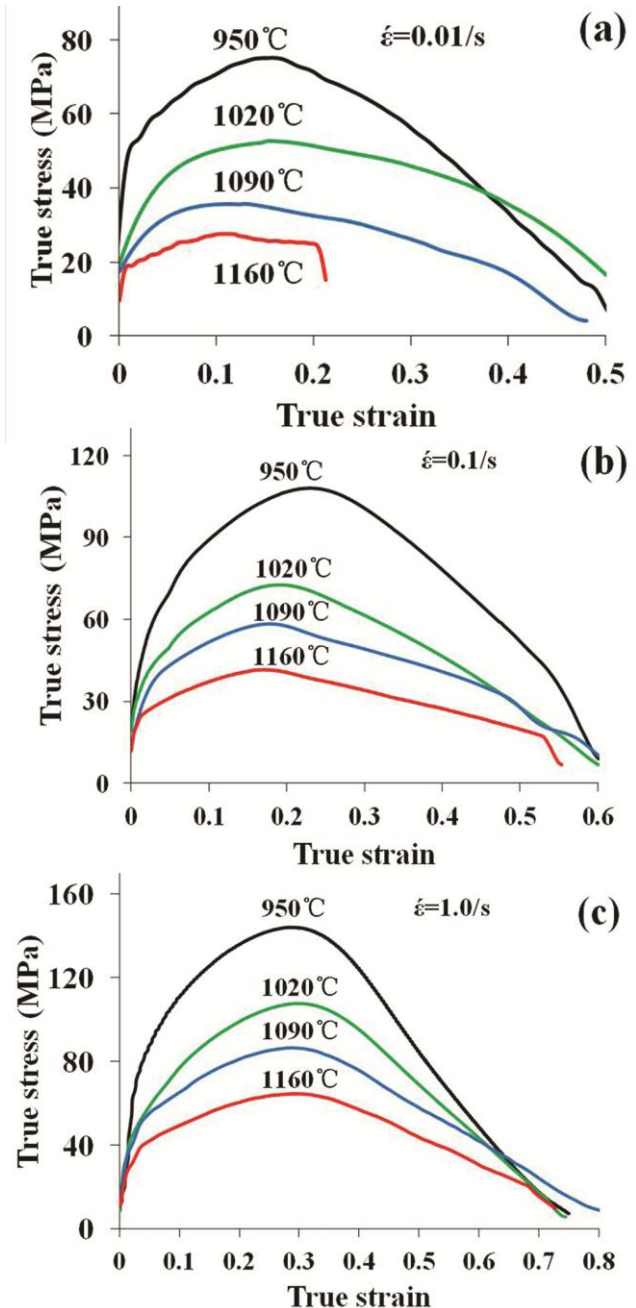 (a)
έ=0.01/s
950℃
1020℃
1090℃
1160℃
True stress (MPa)
80
60
40
20
0
0 0.1 0.2 0.3 0.4 0.5
True strain
(b)
έ=0.1/s
950℃
1020℃
1090℃
1160℃
True stress (MPa)
120
90
60
30
0
0 0.1 0.2 0.3 0.4 0.5 0.6
True strain
(c)
έ=1.0/s
950℃
1020℃
1090℃
1160℃
True stress (MPa)
160
120
80
40
0
0 0.1 0.2 0.3 0.4 0.5 0.6 0.7 0.8
True strain